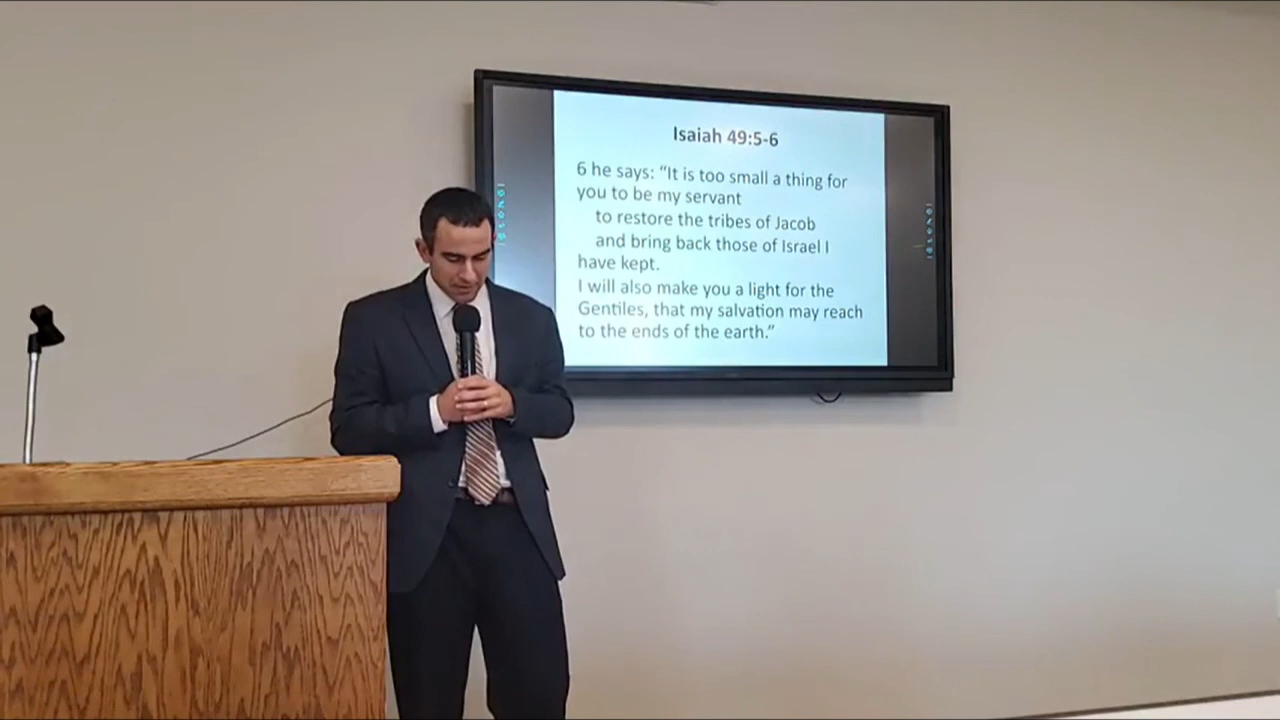 Isaiah 49:5-6
6 he says: “It is too small a thing for
you to be my servant
to restore the tribes of Jacob
and bring back those of Israel I
have kept.
I will also make you a light for the
Gentiles, that my salvation may reach
to the ends of the earth.”